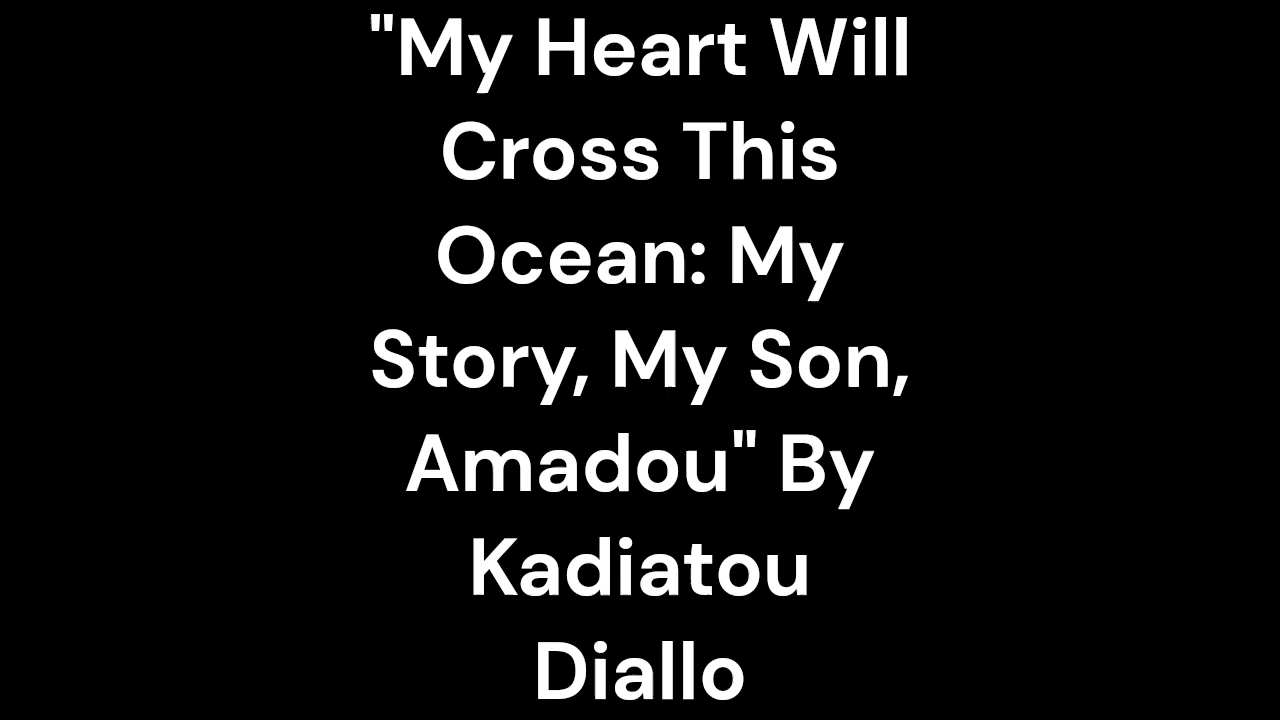 "My Heart Will
Cross This
Ocean: My
Story, My Son,
Amadou" By
Kadiatou
Diallo